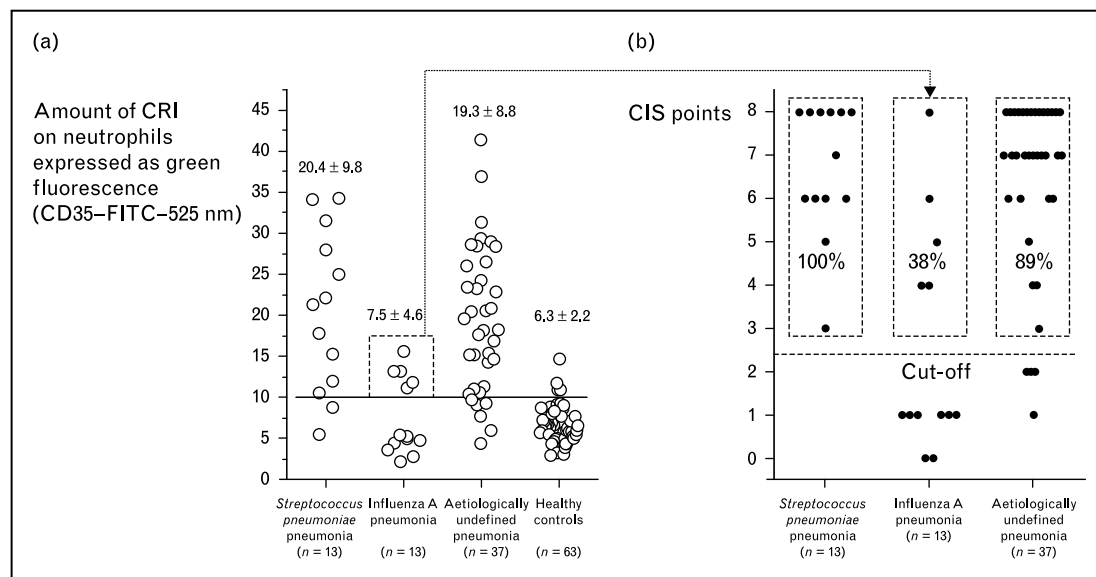 (a)
Amount of CRI
on neutrophils
expressed as green
fluorescence
(CD35–FITC–525 nm)
45
40
35
30
25
20
15
10
5
0
20.4 ± 9.8
7.5 ± 4.6
19.3 ± 8.8
6.3 ± 2.2
Streptococcus
pneumoniae
pneumonia
(n = 13)
Influenza A
pneumonia
(n = 13)
Aetiologically
undefined
pneumonia
(n = 37)
Healthy
controls
(n = 63)
(b)
CIS points
8
7
6
5
4
3
2
1
0
100%
38%
89%
Cut-off
Streptococcus
pneumoniae
pneumonia
(n = 13)
Influenza A
pneumonia
(n = 13)
Aetiologically
undefined
pneumonia
(n = 37)